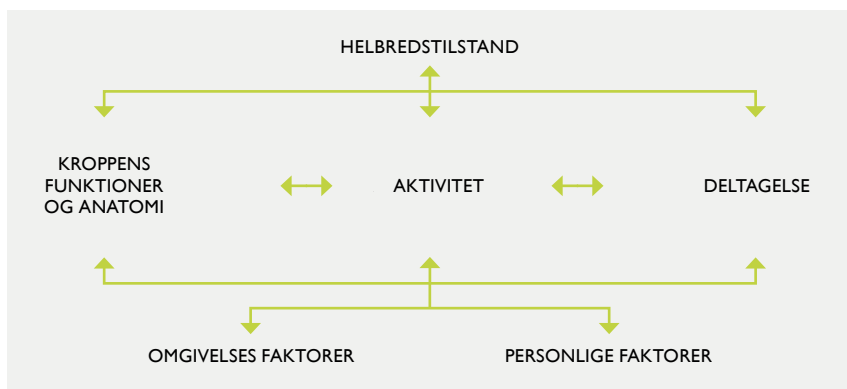 HELBREDSTILSTAND
KROPPENS
FUNKTIONER
OG ANATOMI
AKTIVITET
DELTAGELSE
OMGIVELSES FAKTORER
PERSONLIGE FAKTORER